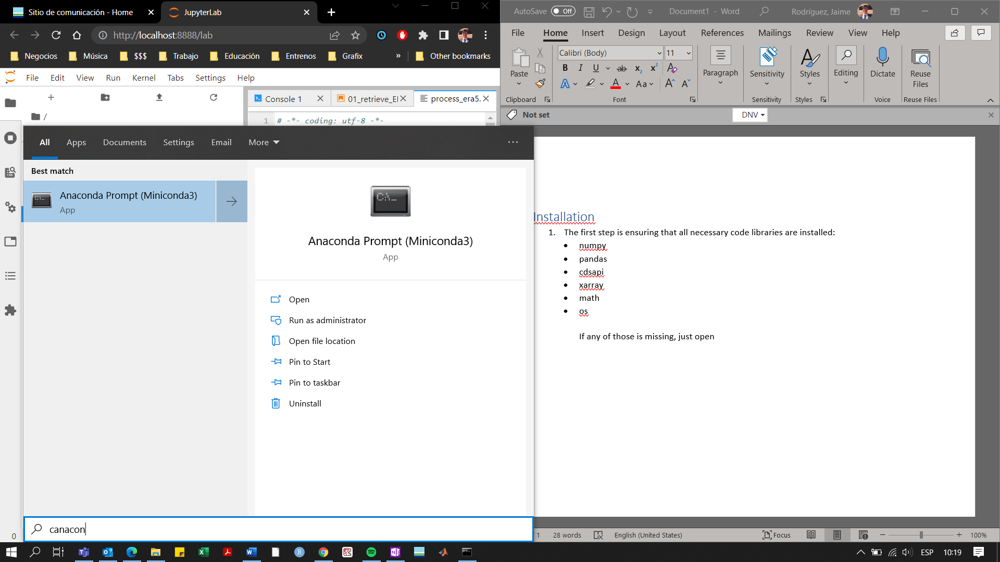 Sitio de comunicación - Home
JupyterLab
http://localhost:8888/lab
Negocios
Música
$$$
Trabajo
Educación
Entrenos
Grafix
»
Other bookmarks
File Edit View Run Kernel Tabs Settings Help
/
Console 1
01_retrieve_E
process_era5.
1 # -*- coding: utf-8 -*-
All Apps Documents Settings Email More
Best match
Anaconda Prompt (Miniconda3)
App
Anaconda Prompt (Miniconda3)
App
Open
Run as administrator
Open file location
Pin to Start
Pin to taskbar
Uninstall
canacon
0
AutoSave Off Document1 - Word Rodríguez, Jaime
File Home Insert Design Layout References Mailings Review View Help
Paste
Clipboard
Calibri (Body) 11
Font
Paragraph
Sensitivity
Sensitivity
Styles
Styles
Editing
Dictate
Voice
Reuse Files
Reuse Files
Not set
DNV
Installation
1. The first step is ensuring that all necessary code libraries are installed:
• numpy
• pandas
• cdsapi
• xarray
• math
• os
If any of those is missing, just open
1 28 words English (United States) Focus 100%
ESP 10:19